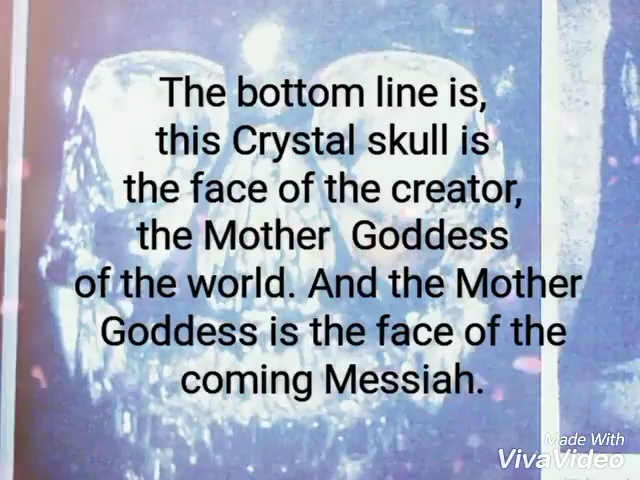 The bottom line is,
this Crystal skull is
the face of the creator,
the Mother Goddess
of the world. And the Mother
Goddess is the face of the
coming Messiah.
Made With
VivaVideo